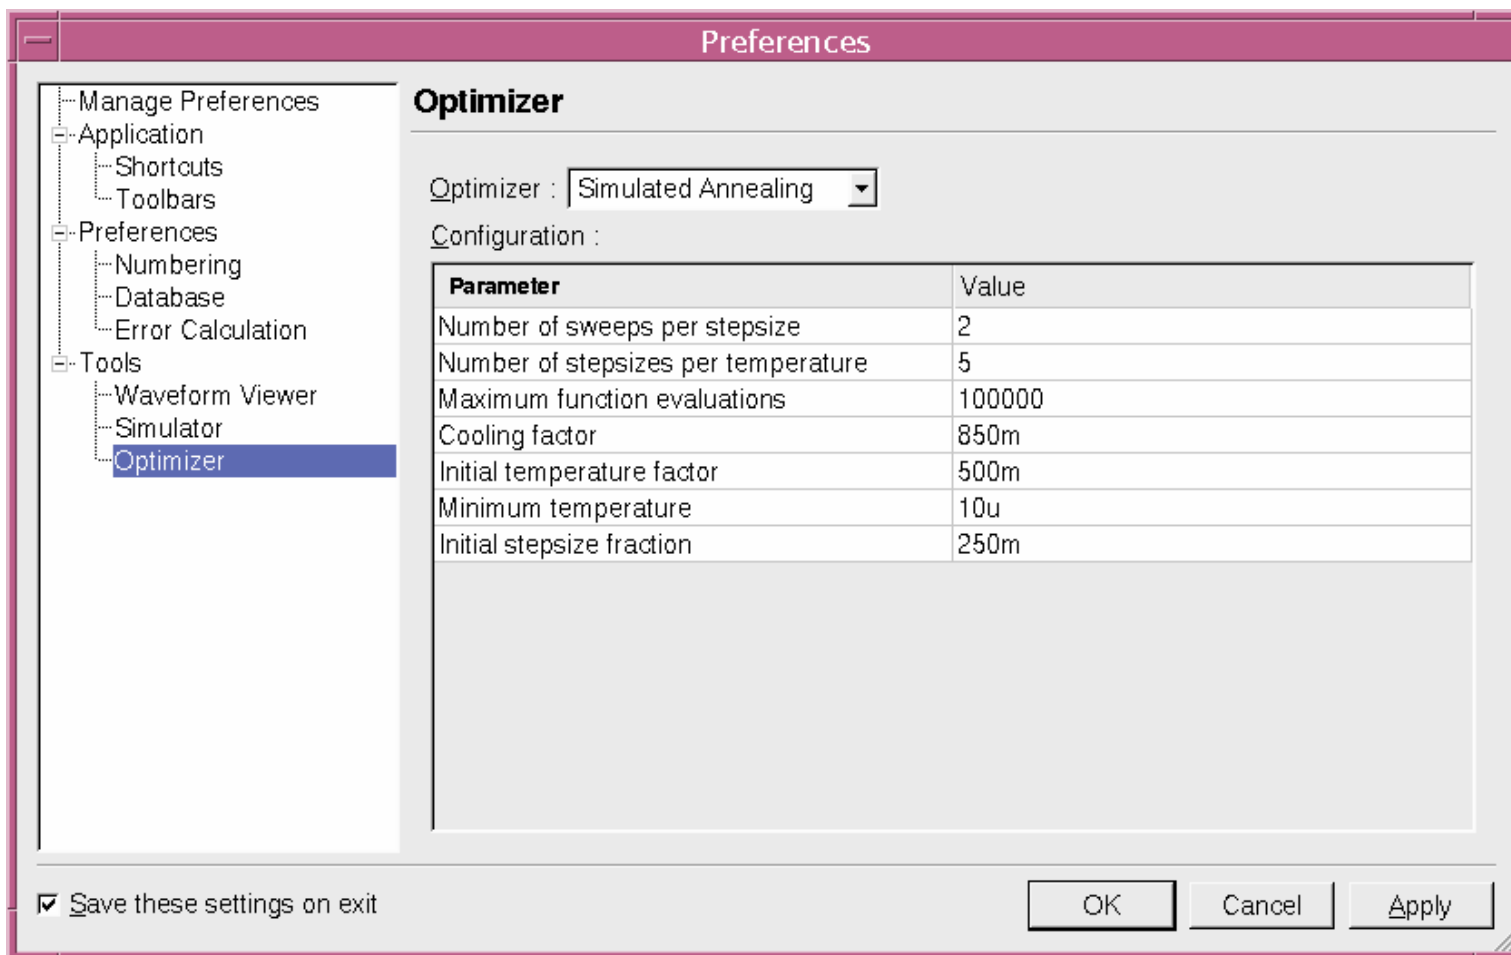 Preferences
Manage Preferences
Application
Shortcuts
Toolbars
Preferences
Numbering
Database
Error Calculation
Tools
Waveform Viewer
Simulator
Optimizer
Optimizer
Optimizer : Simulated Annealing
Configuration :
Parameter Value
Number of sweeps per stepsize 2
Number of stepsizes per temperature 5
Maximum function evaluations 100000
Cooling factor 850m
Initial temperature factor 500m
Minimum temperature 10u
Initial stepsize fraction 250m
Save these settings on exit
OK Cancel Apply